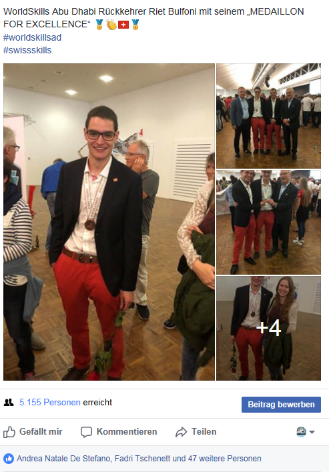 WorldSkills Abu Dhabi Rückkehrer Riet Bulfoni mit seinem „MEDAILLON
FOR EXCELLENCE“ 🏅👏🇨🇭🏅
#worldskillsad
#swissskills
+4
5.155 Personen erreicht
Beitrag bewerben
Gefällt mir
Kommentieren
Teilen
Andrea Natale De Stefano, Fadri Tschenett und 47 weitere Personen